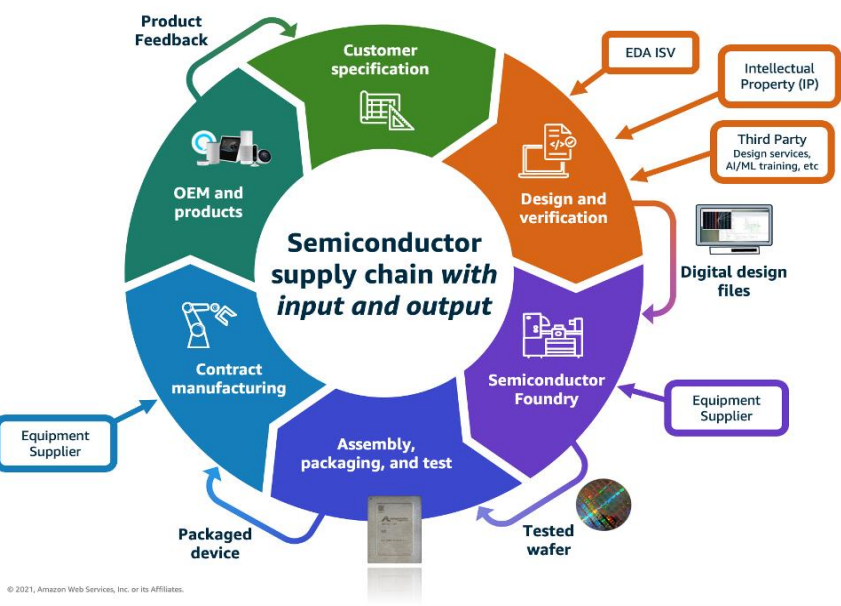 Product
Feedback
Customer
specification
EDA ISV
Intellectual
Property (IP)
Third Party
Design services,
AI/ML training, etc
Design and
verification
Digital design
files
OEM and
products
Semiconductor
supply chain with
input and output
Contract
manufacturing
Semiconductor
Foundry
Equipment
Supplier
Equipment
Supplier
Assembly,
packaging, and test
Packaged
device
Tested
wafer
© 2021, Amazon Web Services, Inc. or its Affiliates.